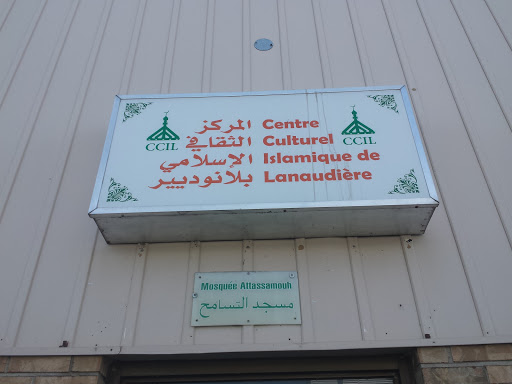 المركز Centre
الثقافي Culturel
الإسلامي Islamique de
بلانوديير Lanaudière
CCIL
CCIL
Mosquée Attassamouh
مسجد التسامح